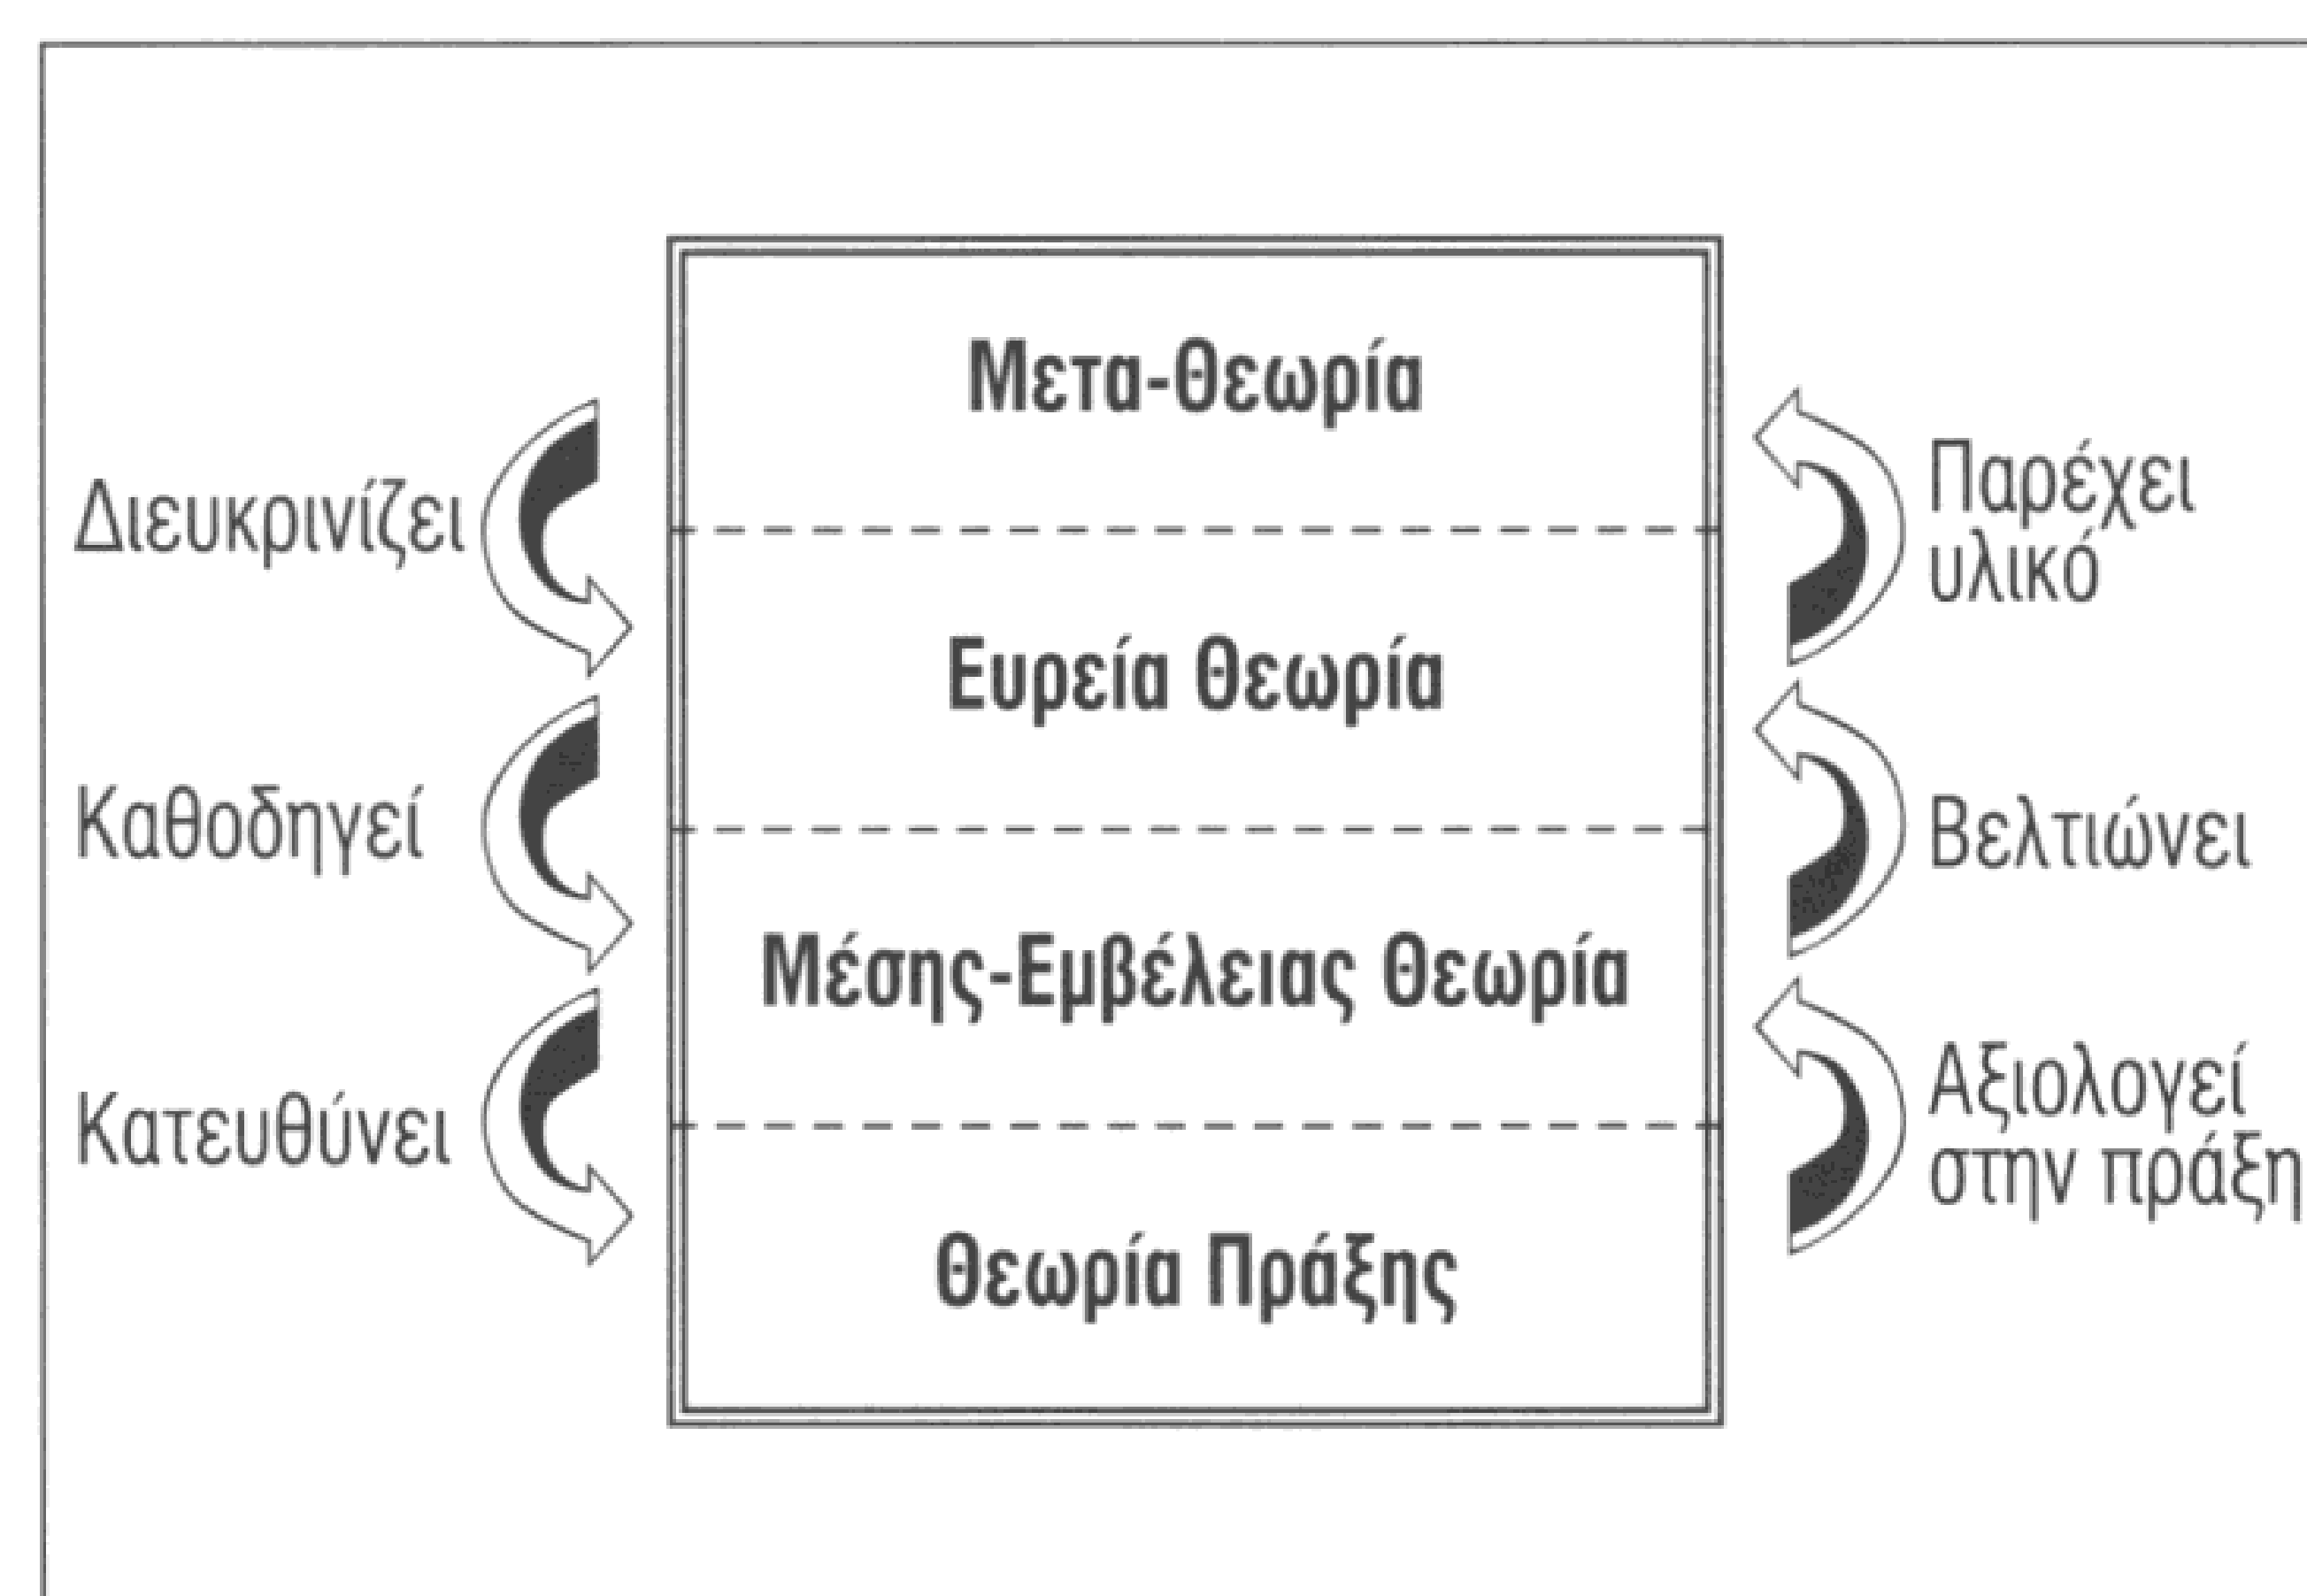 Μετα-Θεωρία
Διευκρινίζει
Παρέχει
υλικό
Ευρεία Θεωρία
Καθοδηγεί
Βελτιώνει
Μέσης-Εμβέλειας Θεωρία
Κατευθύνει
Αξιολογεί
στην πράξη
Θεωρία Πράξης